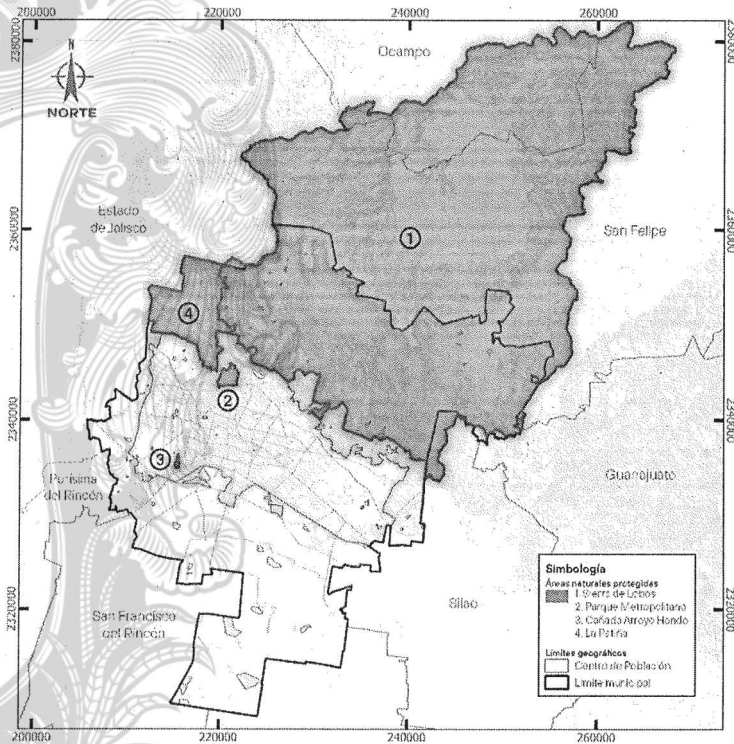 200000 220000 240000 260000
2380000
2380000
N
NORTE
Ocampo
Estado
de Jalisco
San Felipe
2360000
2360000
1
4
2
3
2340000
2340000
Purísima
del Rincón
Guanajuato
San Francisco
del Rincón
Silao
2320000
2320000
Simbología
Áreas naturales protegidas
1. Sierra de Lobos
2. Parque Metropolitano
3. Cañada Arroyo Hondo
4. La Patiña
Límites geográficos
Centro de Población
Límite municipal
200000 220000 240000 260000